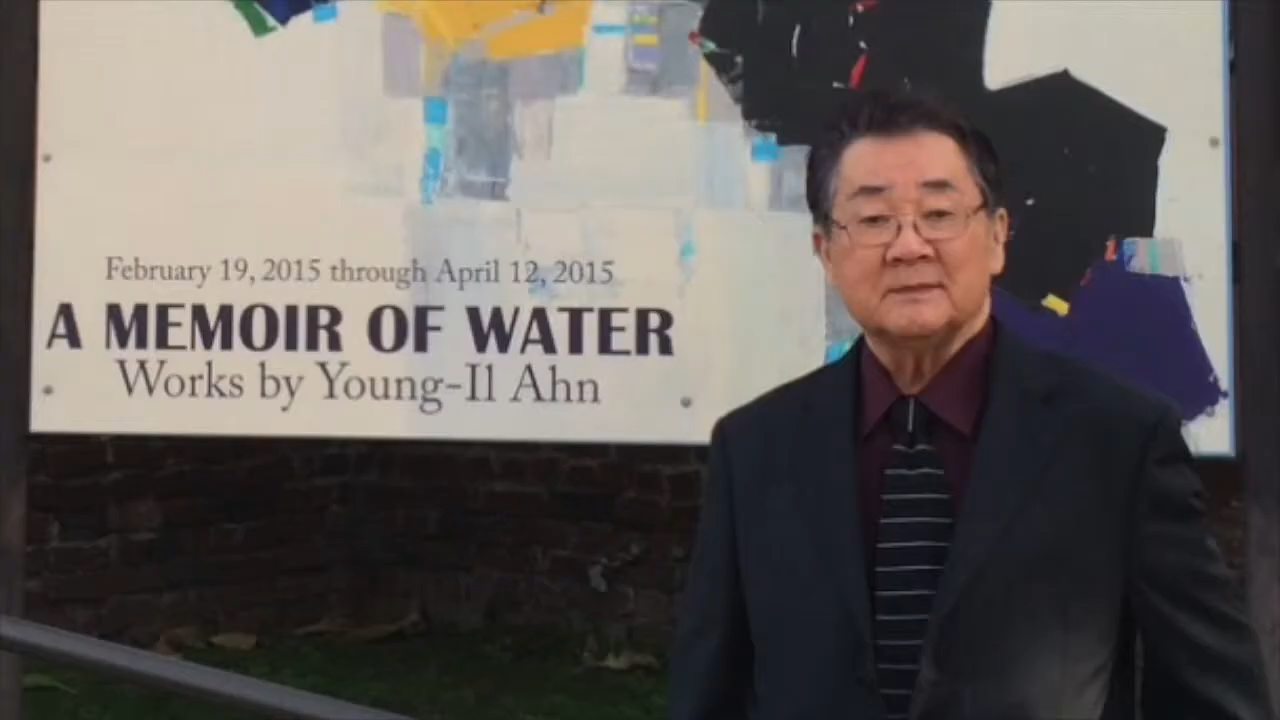 February 19, 2015 through April 12, 2015
A MEMOIR OF WATER
Works by Young-Il Ahn